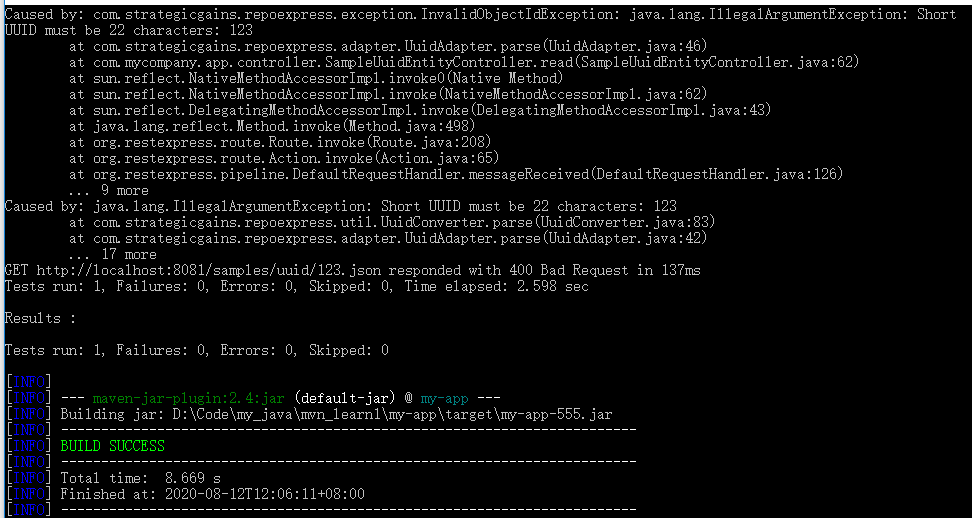 Caused by: com.strategicgains.repoexpress.exception.InvalidObjectIdException: java.lang.IllegalArgumentException: Short
UUID must be 22 characters: 123
        at com.strategicgains.repoexpress.adapter.UuidAdapter.parse(UuidAdapter.java:46)
        at com.mycompany.app.controller.SampleUuidEntityController.read(SampleUuidEntityController.java:62)
        at sun.reflect.NativeMethodAccessorImpl.invoke0(Native Method)
        at sun.reflect.NativeMethodAccessorImpl.invoke(NativeMethodAccessorImpl.java:62)
        at sun.reflect.DelegatingMethodAccessorImpl.invoke(DelegatingMethodAccessorImpl.java:43)
        at java.lang.reflect.Method.invoke(Method.java:498)
        at org.restexpress.route.Route.invoke(Route.java:208)
        at org.restexpress.route.Action.invoke(Action.java:65)
        at org.restexpress.pipeline.DefaultRequestHandler.messageReceived(DefaultRequestHandler.java:126)
        ... 9 more
Caused by: java.lang.IllegalArgumentException: Short UUID must be 22 characters: 123
        at com.strategicgains.repoexpress.util.UuidConverter.parse(UuidConverter.java:83)
        at com.strategicgains.repoexpress.adapter.UuidAdapter.parse(UuidAdapter.java:42)
        ... 17 more
GET http://localhost:8081/samples/uuid/123.json responded with 400 Bad Request in 137ms
Tests run: 1, Failures: 0, Errors: 0, Skipped: 0, Time elapsed: 2.598 sec
Results :
Tests run: 1, Failures: 0, Errors: 0, Skipped: 0
[INFO]
[INFO] --- maven-jar-plugin:2.4:jar (default-jar) @ my-app ---
[INFO] Building jar: D:\Code\my_java\mvn_learn1\my-app\target\my-app-555.jar
[INFO] ------------------------------------------------------------------------
[INFO] BUILD SUCCESS
[INFO] ------------------------------------------------------------------------
[INFO] Total time:  8.669 s
[INFO] Finished at: 2020-08-12T12:06:11+08:00
[INFO] ------------------------------------------------------------------------